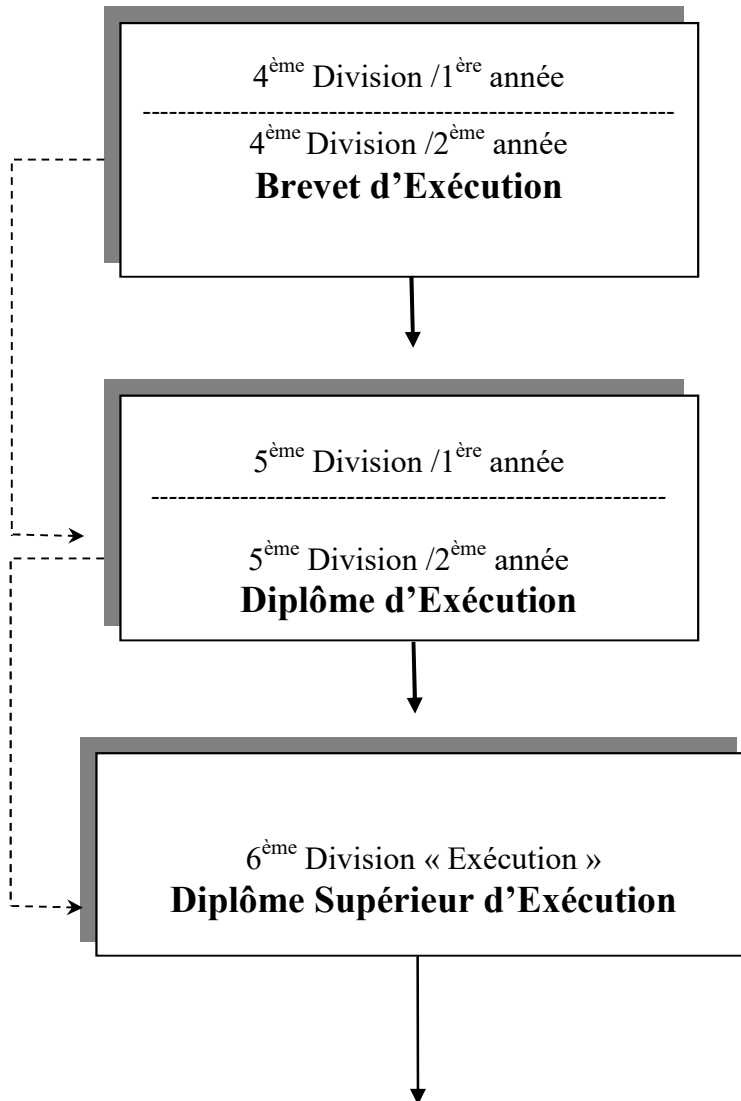 4ème Division /1ère année
4ème Division /2ème année
Brevet d’Exécution
5ème Division /1ère année
5ème Division /2ème année
Diplôme d’Exécution
6ème Division « Exécution »
Diplôme Supérieur d’Exécution